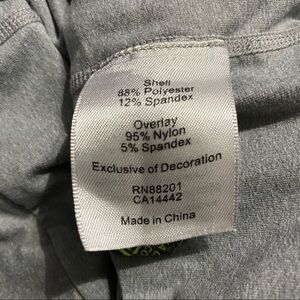 Shell
88% Polyester
12% Spandex
Overlay
95% Nylon
5% Spandex
Exclusive of Decoration
RN88201
CA14442
Made in China